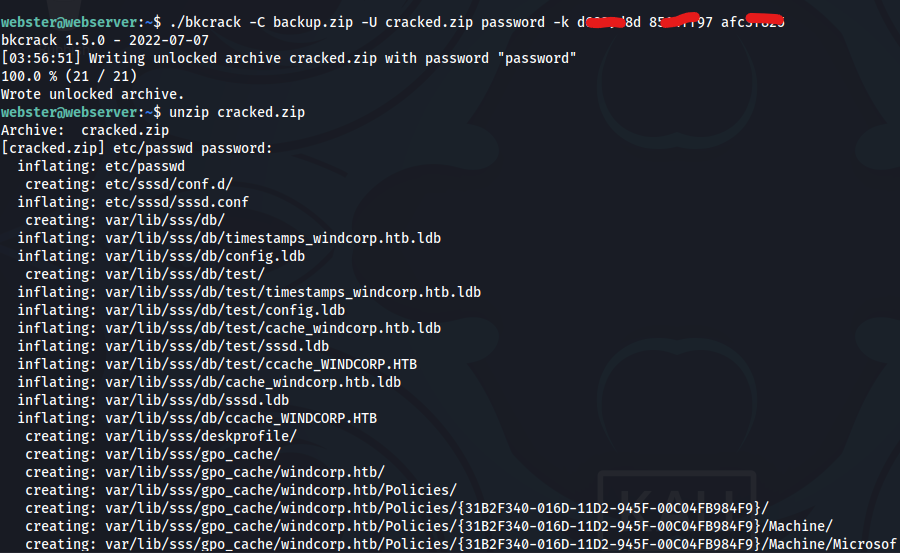 webster@webserver:~$ ./bkcrack -C backup.zip -U cracked.zip password -k
bkcrack 1.5.0 - 2022-07-07
[03:56:51] Writing unlocked archive cracked.zip with password "password"
100.0 % (21 / 21)
Wrote unlocked archive.
webster@webserver:~$ unzip cracked.zip
Archive:  cracked.zip
[cracked.zip] etc/passwd password:
  inflating: etc/passwd
   creating: etc/sssd/conf.d/
  inflating: etc/sssd/sssd.conf
   creating: var/lib/sss/db/
  inflating: var/lib/sss/db/timestamps_windcorp.htb.ldb
  inflating: var/lib/sss/db/config.ldb
   creating: var/lib/sss/db/test/
  inflating: var/lib/sss/db/test/timestamps_windcorp.htb.ldb
  inflating: var/lib/sss/db/test/config.ldb
  inflating: var/lib/sss/db/test/cache_windcorp.htb.ldb
  inflating: var/lib/sss/db/test/sssd.ldb
  inflating: var/lib/sss/db/test/ccache_WINDCORP.HTB
  inflating: var/lib/sss/db/cache_windcorp.htb.ldb
  inflating: var/lib/sss/db/sssd.ldb
  inflating: var/lib/sss/db/ccache_WINDCORP.HTB
   creating: var/lib/sss/deskprofile/
   creating: var/lib/sss/gpo_cache/
   creating: var/lib/sss/gpo_cache/windcorp.htb/
   creating: var/lib/sss/gpo_cache/windcorp.htb/Policies/
   creating: var/lib/sss/gpo_cache/windcorp.htb/Policies/{31B2F340-016D-11D2-945F-00C04FB984F9}/
   creating: var/lib/sss/gpo_cache/windcorp.htb/Policies/{31B2F340-016D-11D2-945F-00C04FB984F9}/Machine/
   creating: var/lib/sss/gpo_cache/windcorp.htb/Policies/{31B2F340-016D-11D2-945F-00C04FB984F9}/Machine/Microsof